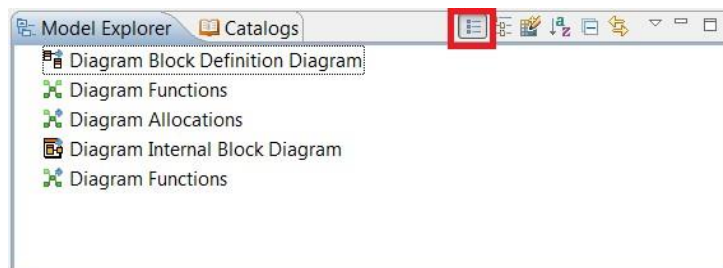 Model Explorer Catalogs
Diagram Block Definition Diagram
Diagram Functions
Diagram Allocations
Diagram Internal Block Diagram
Diagram Functions